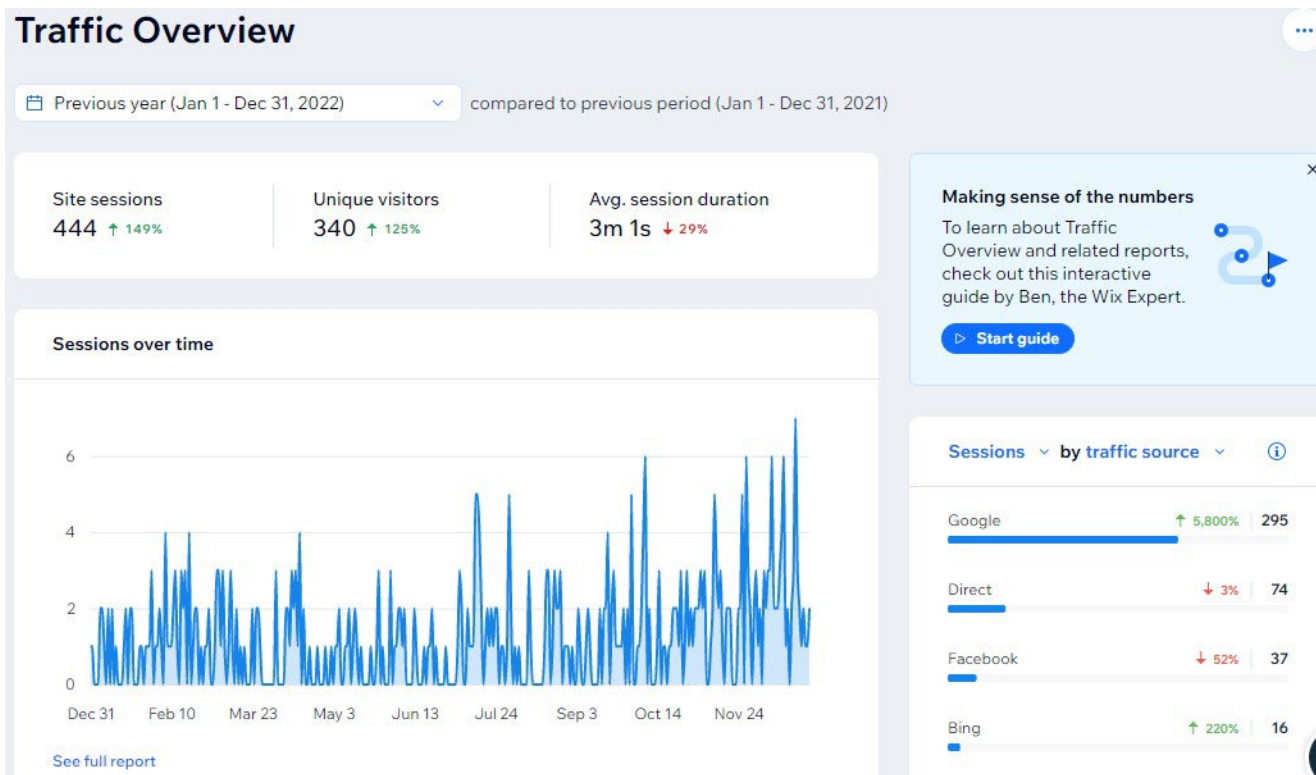 Traffic Overview
Previous year (Jan 1 - Dec 31, 2022)
compared to previous period (Jan 1 - Dec 31, 2021)
Site sessions
444 ↑ 149%
Unique visitors
340 ↑ 125%
Avg. session duration
3m 1s ↓ 29%
Making sense of the numbers
To learn about Traffic
Overview and related reports,
check out this interactive
guide by Ben, the Wix Expert.
Start guide
Sessions over time
6
4
2
0
Dec 31 Feb 10 Mar 23 May 3 Jun 13 Jul 24 Sep 3 Oct 14 Nov 24
See full report
Sessions by traffic source
Google ↑ 5,800% 295
Direct ↓ 3% 74
Facebook ↓ 52% 37
Bing ↑ 220% 16